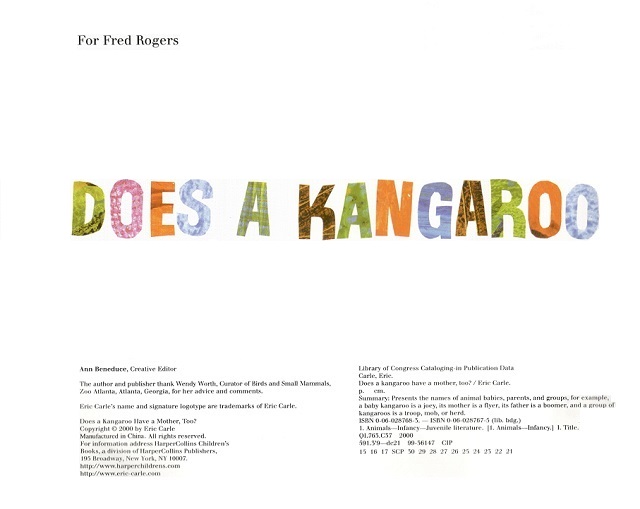 For Fred Rogers
DOES A KANGAROO
Ann Beneduce, Creative Editor
The author and publisher thank Wendy Worth, Curator of Birds and Small Mammals,
Zoo Atlanta, Atlanta, Georgia, for her advice and comments.
Eric Carle's name and signature logotype are trademarks of Eric Carle.
Does a Kangaroo Have a Mother, Too?
Copyright © 2000 by Eric Carle
Manufactured in China. All rights reserved.
For information address HarperCollins Children's
Books, a division of HarperCollins Publishers,
195 Broadway, New York, NY 10007.
http://www.harperchildrens.com
http://www.eric-carle.com
Library of Congress Cataloging-in-Publication Data
Carle, Eric.
Does a kangaroo have a mother, too? / Eric Carle.
p. cm.
Summary: Presents the names of animal babies, parents, and groups, for example,
a baby kangaroo is a joey, its mother is a flyer, its father is a boomer, and a group of
kangaroos is a troop, mob, or herd.
ISBN 0-06-028768-3. — ISBN 0-06-028767-5 (lib. bdg.)
1. Animals—Infancy—Juvenile literature. [1. Animals—Infancy.] I. Title.
QL763.C37 2000
591.3'9—dc21 99-36147 CIP
15 16 17 SCP 30 29 28 27 26 25 24 23 22 21